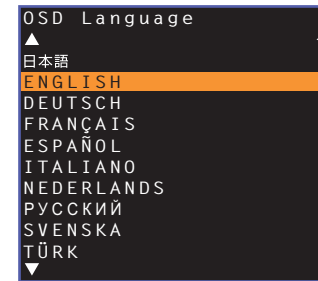 OSD Language
▲
日本語
ENGLISH
DEUTSCH
FRANÇAIS
ESPAÑOL
ITALIANO
NEDERLANDS
РУССКИЙ
SVENSKA
TÜRK
▼